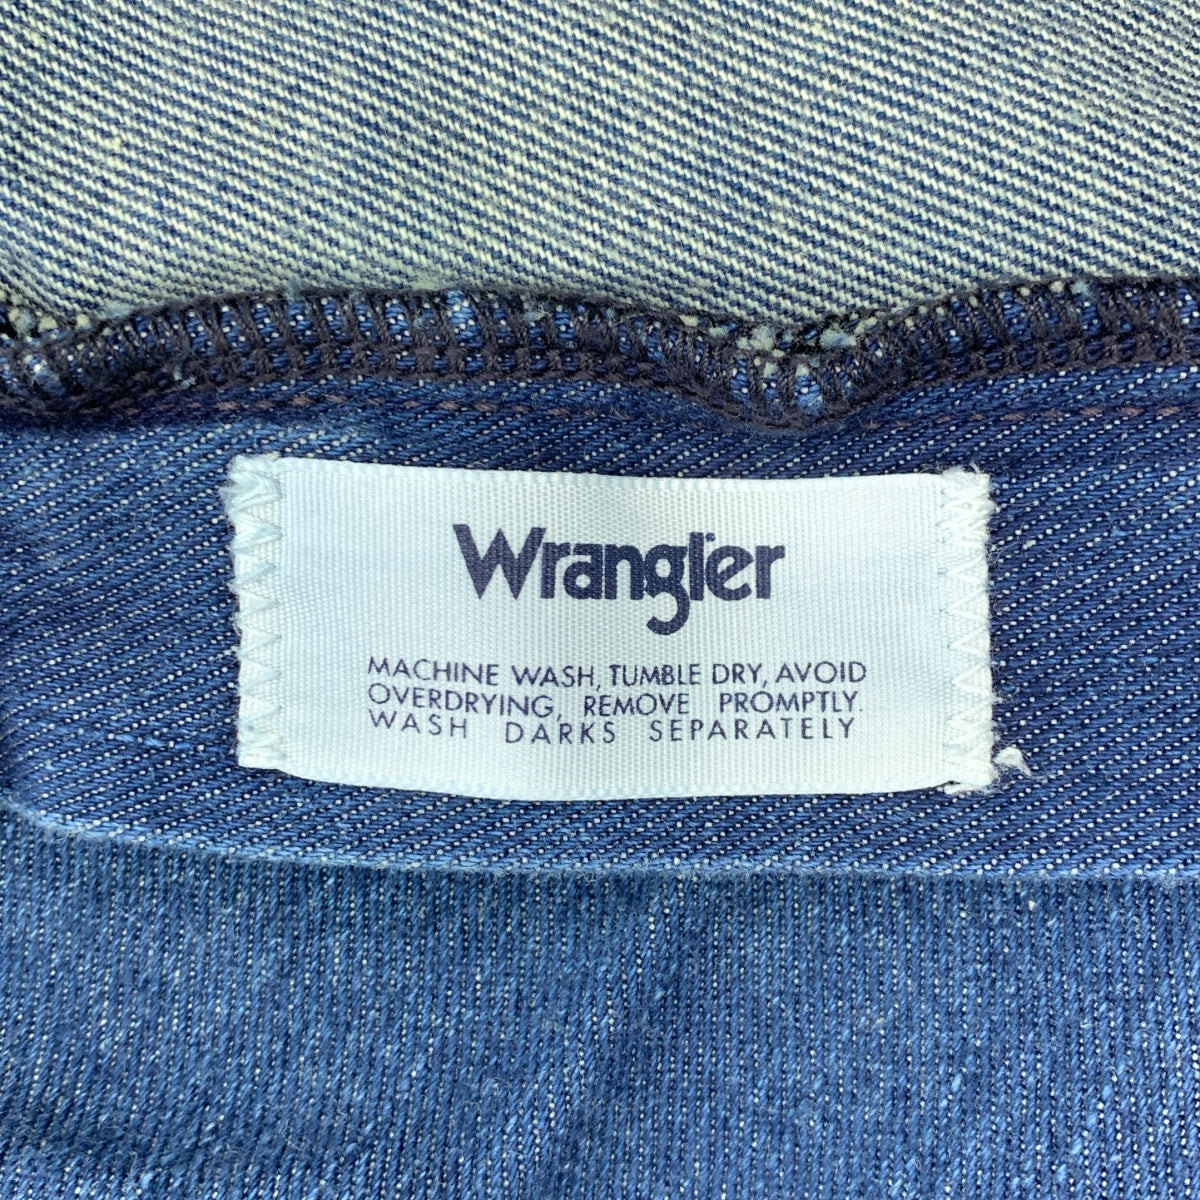 Wrangler
MACHINE WASH, TUMBLE DRY, AVOID
OVERDRYING, REMOVE PROMPTLY.
WASH DARKS SEPARATELY